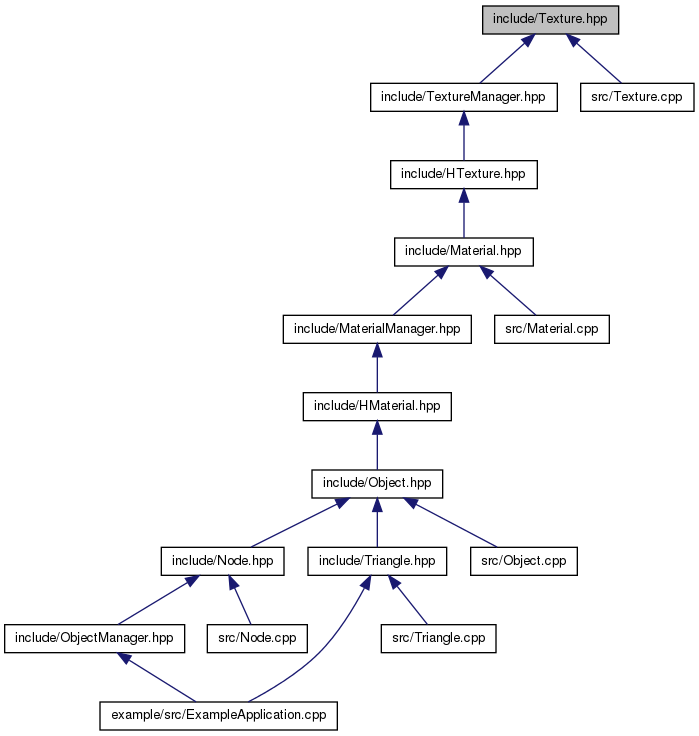 include/Texture.hpp
include/TextureManager.hpp
src/Texture.cpp
include/HTexture.hpp
include/Material.hpp
include/MaterialManager.hpp
src/Material.cpp
include/HMaterial.hpp
include/Object.hpp
include/Node.hpp
include/Triangle.hpp
src/Object.cpp
include/ObjectManager.hpp
src/Node.cpp
src/Triangle.cpp
example/src/ExampleApplication.cpp